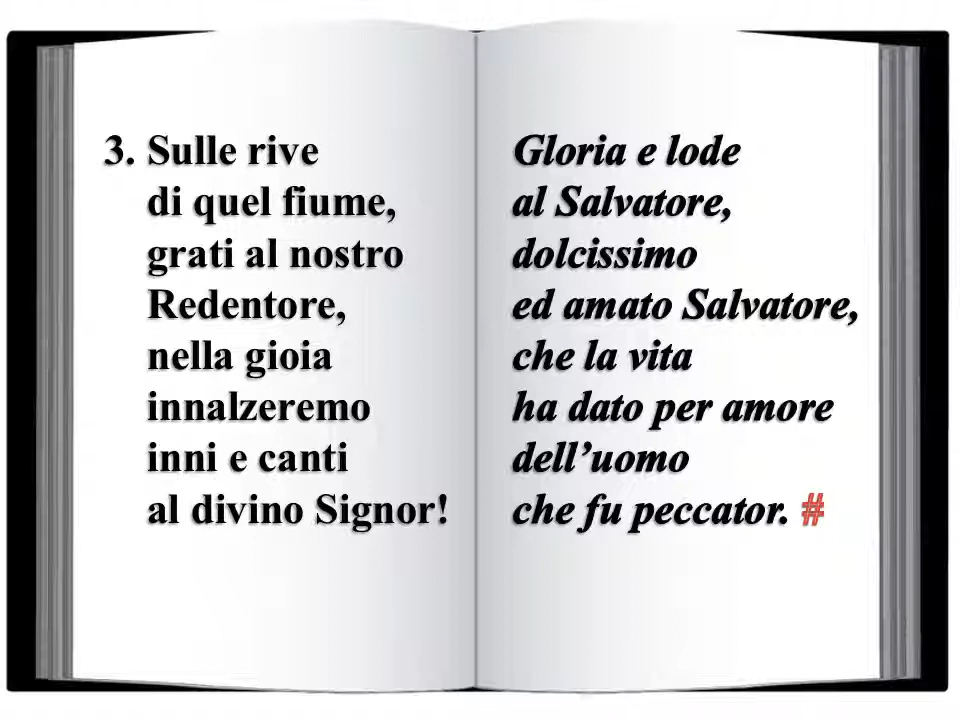 3. Sulle rive
di quel fiume,
grati al nostro
Redentore,
nella gioia
innalzeremo
inni e canti
al divino Signor!
Gloria e lode
al Salvatore,
dolcissimo
ed amato Salvatore,
che la vita
ha dato per amore
dell’uomo
che fu peccator. #